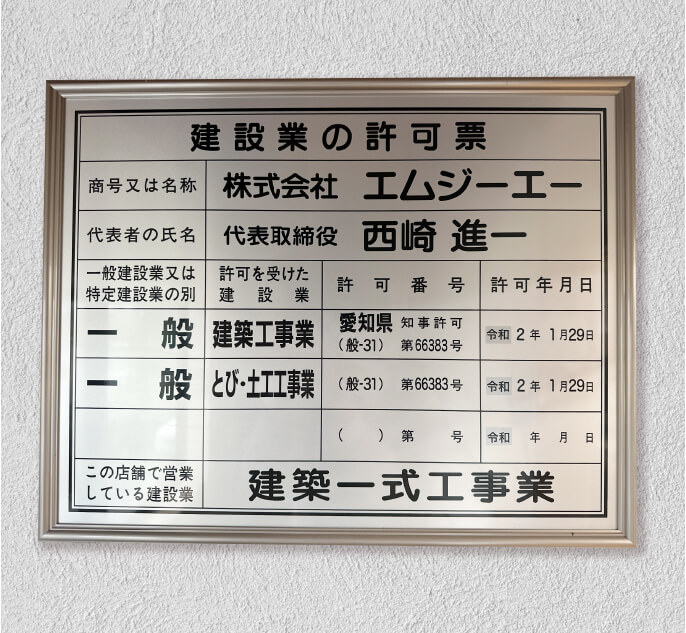 建設業の許可票
商号又は名称 株式会社 エムジーエー
代表者の氏名 代表取締役 西崎 進一
一般建設業又は特定建設業の別 許可を受けた建設業 許可番号 許可年月日
一般 建築工事業 愛知県 知事許可 (般-31) 第66383号 令和 2年 1月29日
一般 とび・土工工事業 (般-31) 第66383号 令和 2年 1月29日
( ) 第 号 令和 年 月 日
この店舗で営業している建設業 建築一式工事業